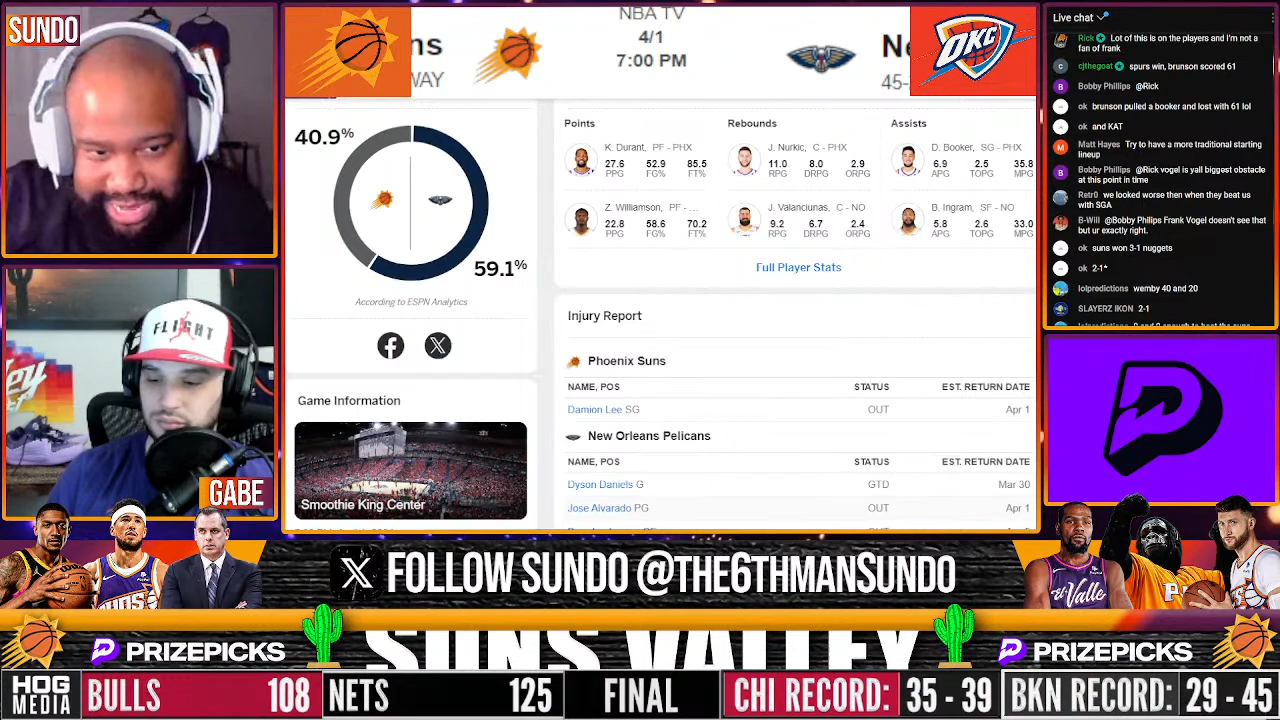 SUNDO
ns
WAY
NBA TV
4/1
7:00 PM
Ne
45-
OKC
40.9%
59.1%
According to ESPN Analytics
Points
Rebounds
Assists
K. Durant, PF - PHX
27.6 52.9 85.5
PPG FG% FT%
J. Nurkic, C - PHX
11.0 8.0 2.9
RPG DRPG ORPG
D. Booker, SG - PHX
6.9 2.5 35.8
APG TOPG MPG
Z. Williamson, PF - ...
22.8 58.6 70.2
PPG FG% FT%
J. Valanciunas, C - NO
9.2 6.7 2.4
RPG DRPG ORPG
B. Ingram, SF - NO
5.8 2.6 33.0
APG TOPG MPG
Full Player Stats
Game Information
Smoothie King Center
Injury Report
Phoenix Suns
NAME, POS STATUS EST. RETURN DATE
Damion Lee SG OUT Apr 1
New Orleans Pelicans
NAME, POS STATUS EST. RETURN DATE
Dyson Daniels G GTD Mar 30
Jose Alvarado PG OUT Apr 1
Live chat
Rick Lot of this is on the players and I'm not a
fan of frank
cjthegoat spurs win, brunson scored 61
Bobby Phillips @Rick
ok brunson pulled a booker and lost with 61 lol
ok and KAT
Matt Hayes Try to have a more traditional starting
lineup
Bobby Phillips @Rick vogel is yall biggest obstacle
at this point in time
Retr0 we looked worse then when they beat us
with SGA
B-Will @Bobby Philips Frank Vogel doesn't see that
but ur exactly right.
ok suns won 3-1 nuggets
ok 2-1*
lolpredictions wemby 40 and 20
SLAYERZ IKON 2-1
FLIGHT
GABE
FOLLOW SUNDO @THE6THMANSUNDO
SUNS
El Valle
PRIZEPICKS
SUNS VALLEY
PRIZEPICKS
HOG
MEDIA
BULLS 108 NETS 125 FINAL CHI RECORD: 35 - 39 BKN RECORD: 29 - 45